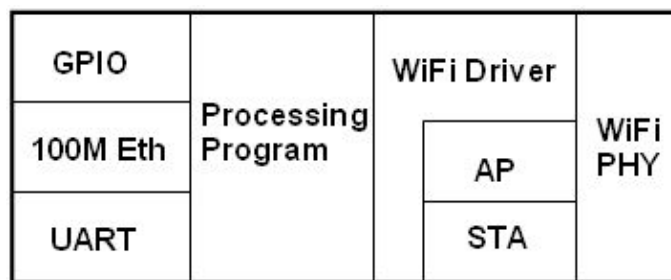 GPIO
100M Eth
UART
Processing
Program
WiFi Driver
AP
STA
WiFi
PHY